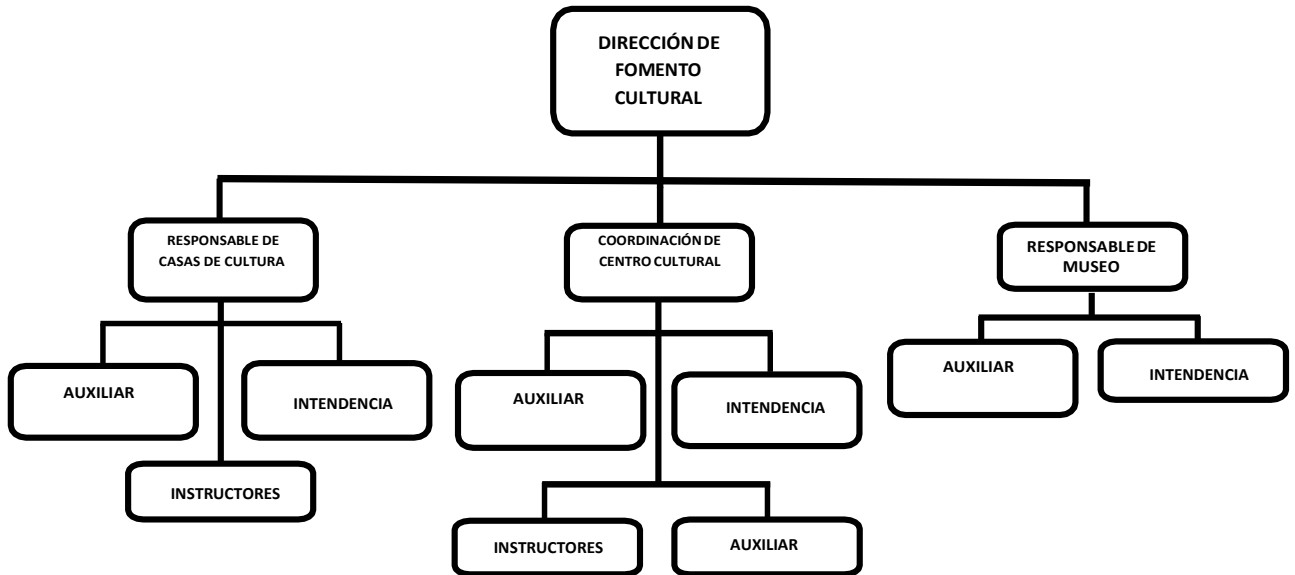 DIRECCIÓN DE
FOMENTO
CULTURAL
RESPONSABLE DE
CASAS DE CULTURA
COORDINACIÓN DE
CENTRO CULTURAL
RESPONSABLE DE
MUSEO
AUXILIAR
INTENDENCIA
AUXILIAR
INTENDENCIA
AUXILIAR
INTENDENCIA
INSTRUCTORES
INSTRUCTORES
AUXILIAR